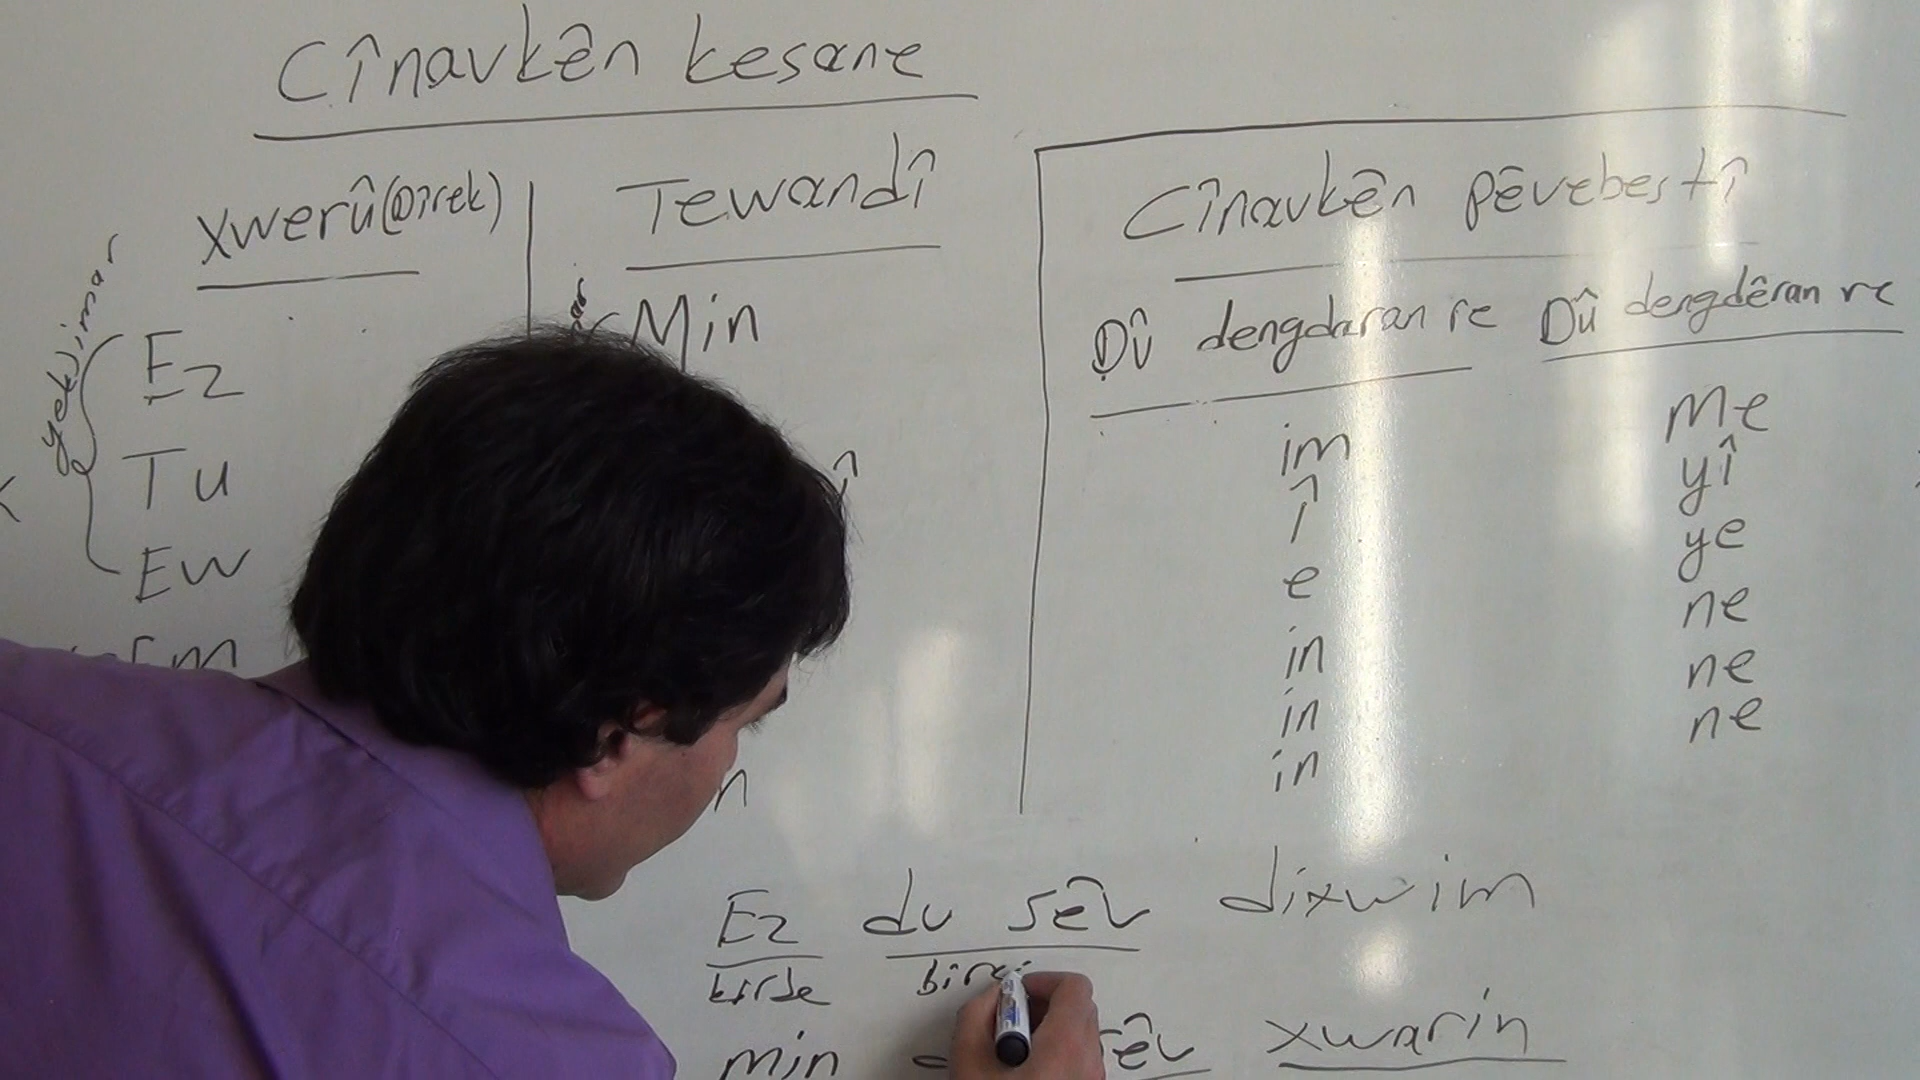 Cînavkên kesane
Xwerû(Direk)
Tewandî
yekjimar
Ez
Tu
Ew
Em
Min
Cînavkên pêvebestî
Dû dengdaran re
Dû dengdêran re
im
î
e
in
in
in
me
yî
ye
ne
ne
ne
Ez du sêv dixwim
kirde
min sêv xwarin